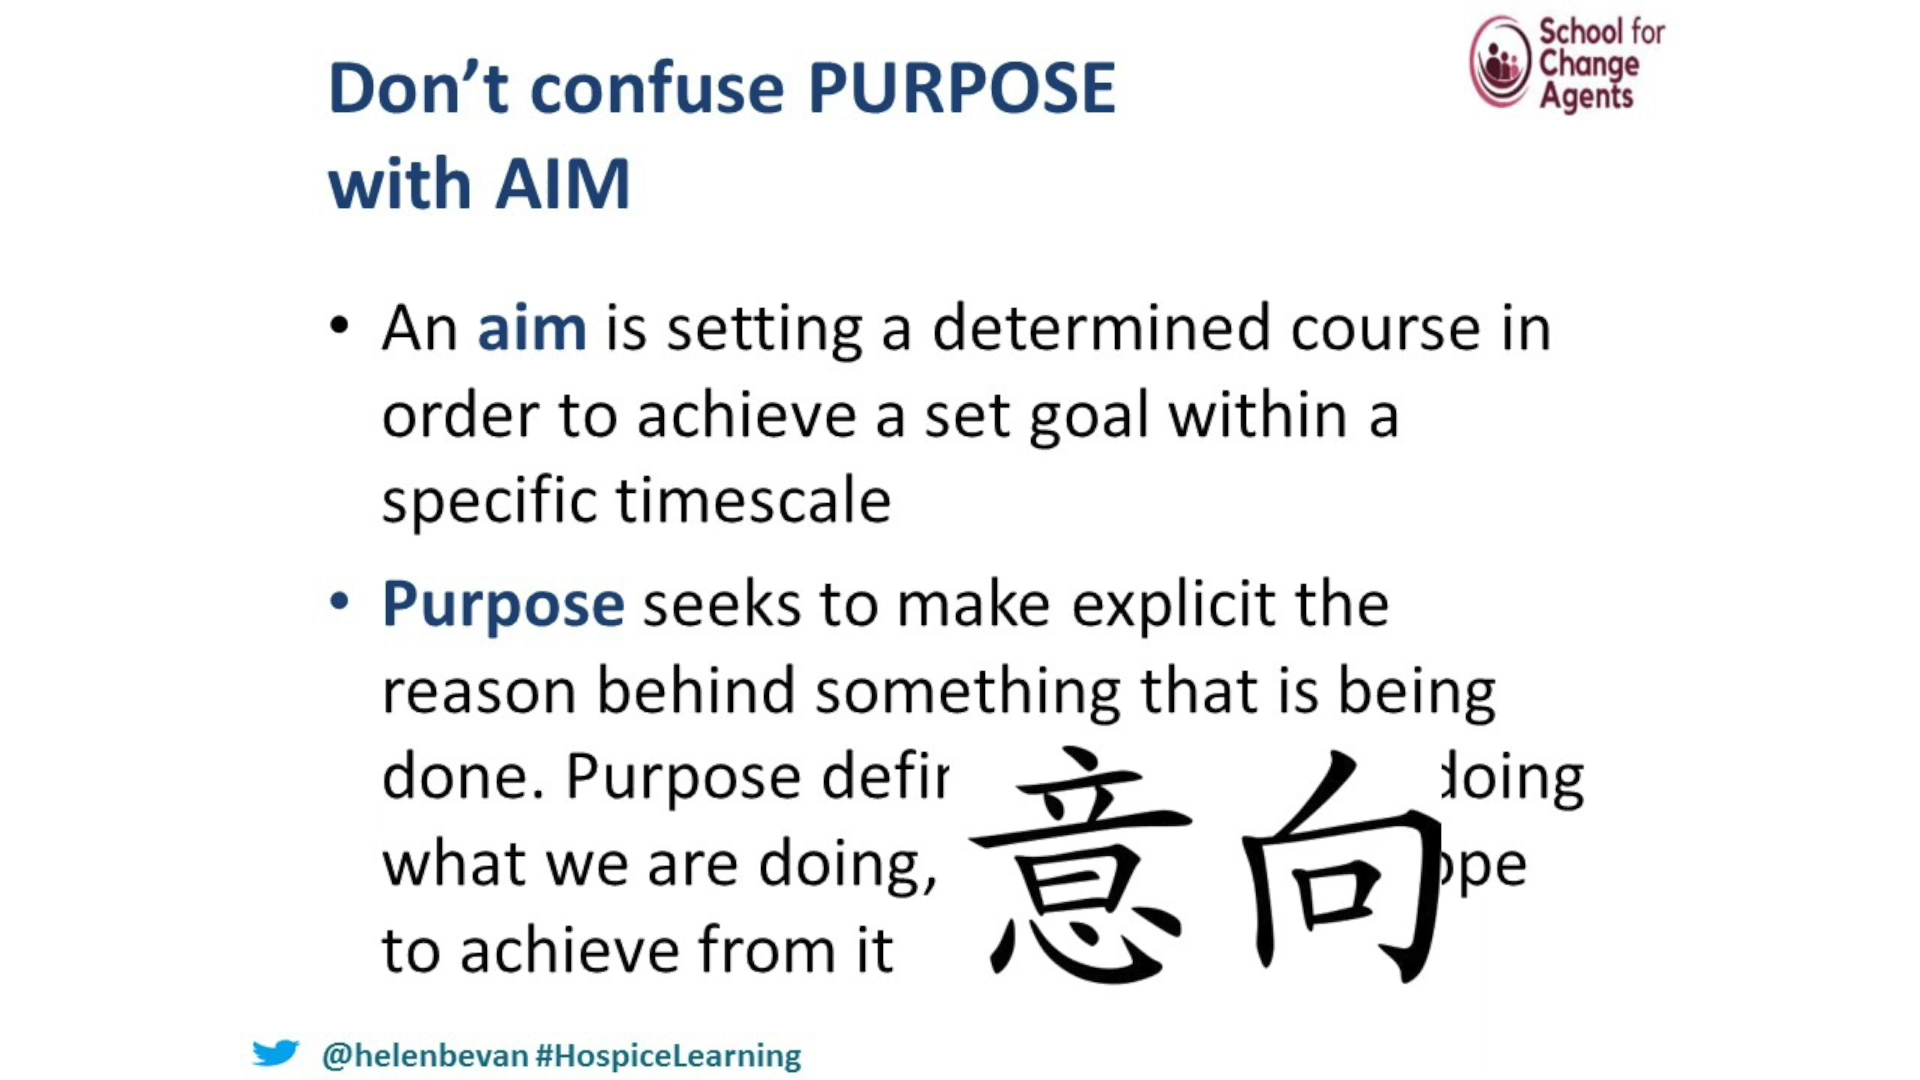 School for
Change
Agents
Don't confuse PURPOSE
with AIM
• An aim is setting a determined course in
order to achieve a set goal within a
specific timescale
• Purpose seeks to make explicit the
reason behind something that is being
done. Purpose doing
what we are doing,
to achieve from it
意向
@helenbevan #HospiceLearning